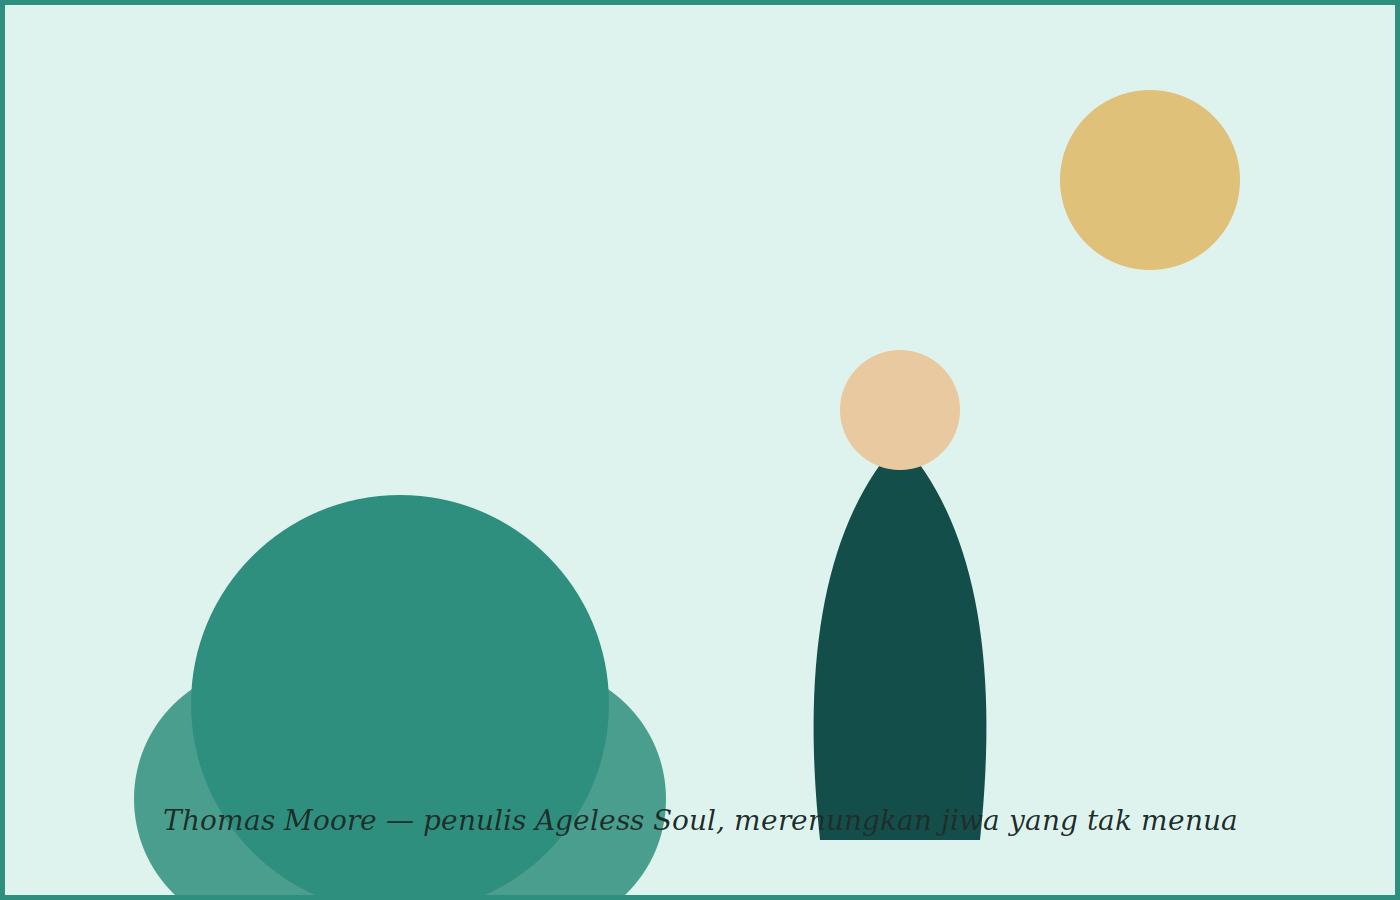 Thomas Moore — penulis Ageless Soul, merenungkan jiwa yang tak menua